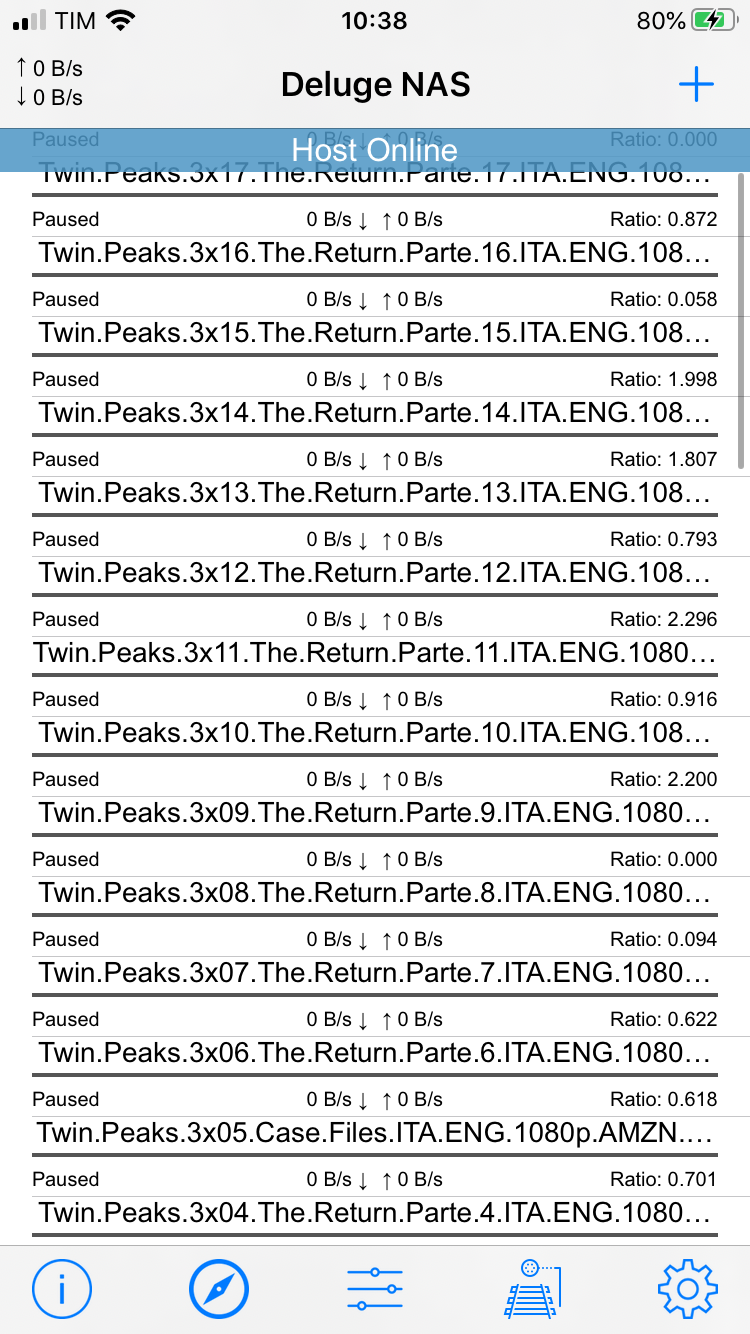 TIM 10:38 80%
↑ 0 B/s
↓ 0 B/s
Deluge NAS
Paused 0 B/s ↓ ↑ 0 B/s Ratio: 0.000
Host Online
Twin.Peaks.3x17.The.Return.Parte.17.ITA.ENG.108...
Paused 0 B/s ↓ ↑ 0 B/s Ratio: 0.872
Twin.Peaks.3x16.The.Return.Parte.16.ITA.ENG.108...
Paused 0 B/s ↓ ↑ 0 B/s Ratio: 0.058
Twin.Peaks.3x15.The.Return.Parte.15.ITA.ENG.108...
Paused 0 B/s ↓ ↑ 0 B/s Ratio: 1.998
Twin.Peaks.3x14.The.Return.Parte.14.ITA.ENG.108...
Paused 0 B/s ↓ ↑ 0 B/s Ratio: 1.807
Twin.Peaks.3x13.The.Return.Parte.13.ITA.ENG.108...
Paused 0 B/s ↓ ↑ 0 B/s Ratio: 0.793
Twin.Peaks.3x12.The.Return.Parte.12.ITA.ENG.108...
Paused 0 B/s ↓ ↑ 0 B/s Ratio: 2.296
Twin.Peaks.3x11.The.Return.Parte.11.ITA.ENG.1080...
Paused 0 B/s ↓ ↑ 0 B/s Ratio: 0.916
Twin.Peaks.3x10.The.Return.Parte.10.ITA.ENG.108...
Paused 0 B/s ↓ ↑ 0 B/s Ratio: 2.200
Twin.Peaks.3x09.The.Return.Parte.9.ITA.ENG.1080...
Paused 0 B/s ↓ ↑ 0 B/s Ratio: 0.000
Twin.Peaks.3x08.The.Return.Parte.8.ITA.ENG.1080...
Paused 0 B/s ↓ ↑ 0 B/s Ratio: 0.094
Twin.Peaks.3x07.The.Return.Parte.7.ITA.ENG.1080...
Paused 0 B/s ↓ ↑ 0 B/s Ratio: 0.622
Twin.Peaks.3x06.The.Return.Parte.6.ITA.ENG.1080...
Paused 0 B/s ↓ ↑ 0 B/s Ratio: 0.618
Twin.Peaks.3x05.Case.Files.ITA.ENG.1080p.AMZN....
Paused 0 B/s ↓ ↑ 0 B/s Ratio: 0.701
Twin.Peaks.3x04.The.Return.Parte.4.ITA.ENG.1080...